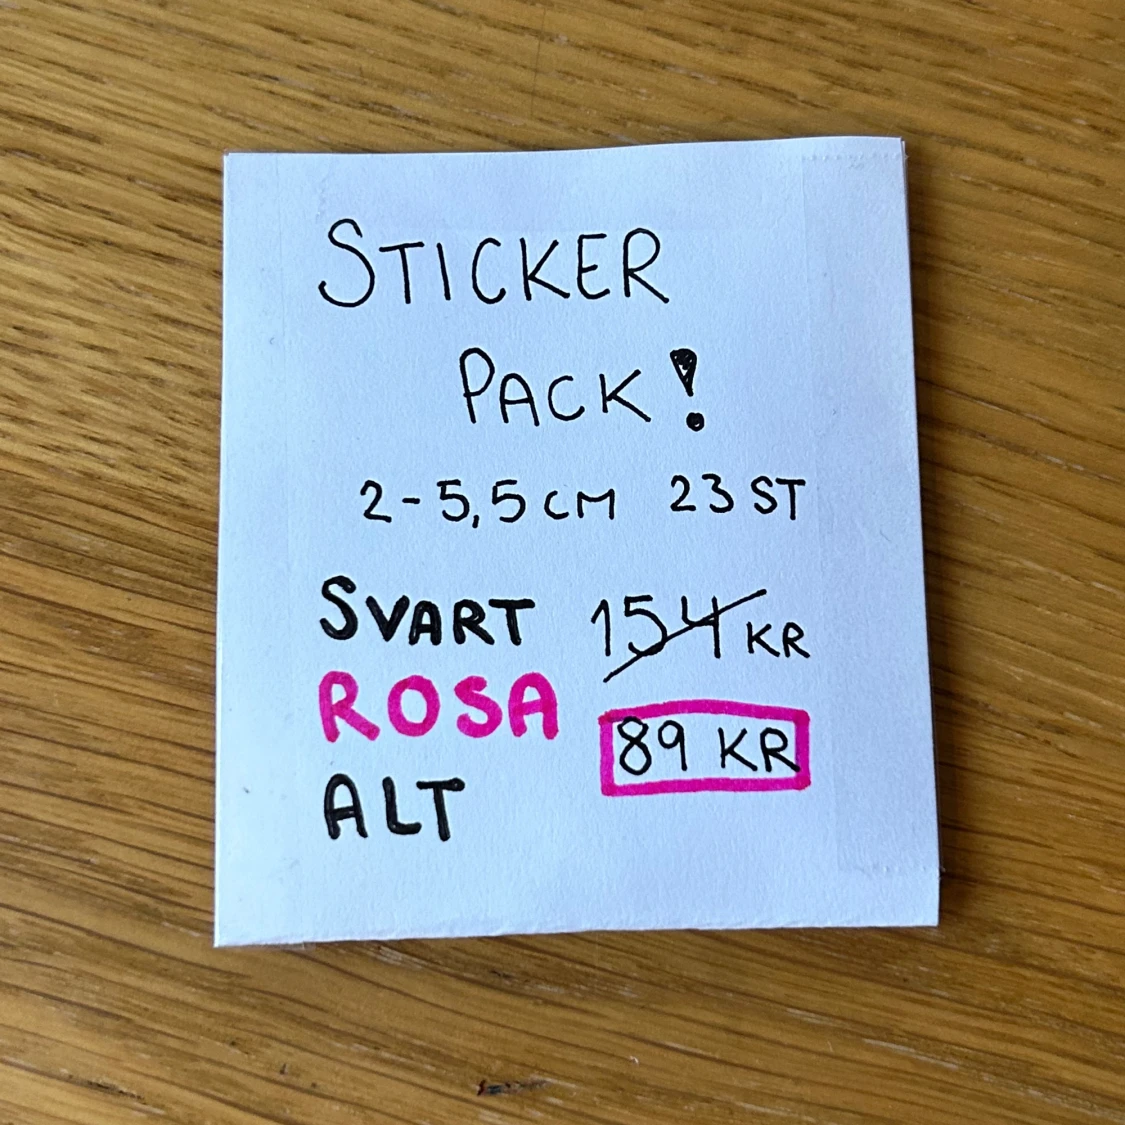 STICKER
PACK!
2-5,5 CM 23 ST
SVART 154 KR
ROSA 89 KR
ALT